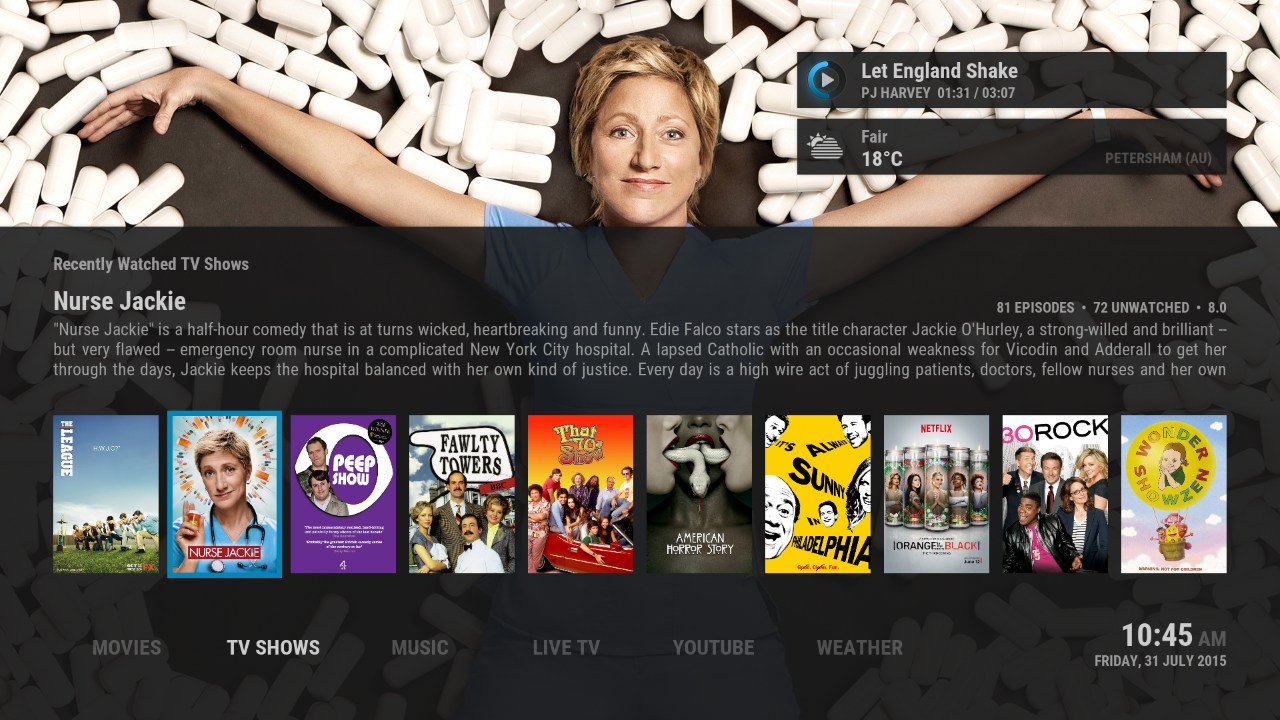 Let England Shake
PJ HARVEY 01:31 / 03:07
Fair
18°C
PETERSHAM (AU)
Recently Watched TV Shows
Nurse Jackie
81 EPISODES • 72 UNWATCHED • 8.0
"Nurse Jackie" is a half-hour comedy that is at turns wicked, heartbreaking and funny. Edie Falco stars as the title character Jackie O'Hurley, a strong-willed and brilliant –
but very flawed – emergency room nurse in a complicated New York City hospital. A lapsed Catholic with an occasional weakness for Vicodin and Adderall to get her
through the days, Jackie keeps the hospital balanced with her own kind of justice. Every day is a high wire act of juggling patients, doctors, fellow nurses and her own
THE LEAGUE
FX
NURSE JACKIE
PEEP
SHOW
4
FAWLTY
TOWERS
BBC
That
'70s
Show
AMERICAN
HORROR STORY
IT'S ALWAYS
SUNNY
IN
PHILADELPHIA
NETFLIX
ORANGE IS THE NEW BLACK
30 ROCK
WONDER
SHOWZEN
MOVIES
TV SHOWS
MUSIC
LIVE TV
YOUTUBE
WEATHER
10:45 AM
FRIDAY, 31 JULY 2015